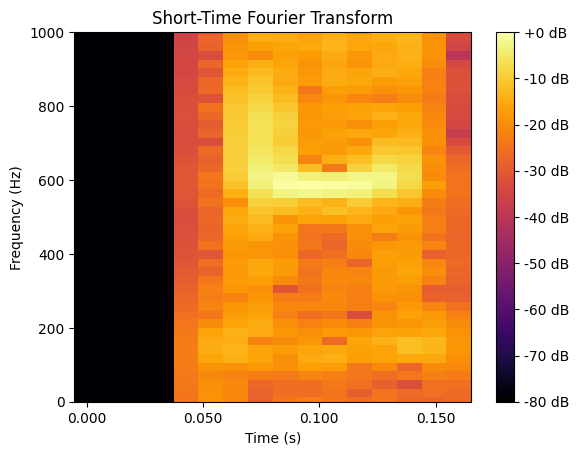 Short-Time Fourier Transform
1000
800
600
400
200
0
Frequency (Hz)
0.000
0.050
0.100
0.150
Time (s)
+0 dB
-10 dB
-20 dB
-30 dB
-40 dB
-50 dB
-60 dB
-70 dB
-80 dB